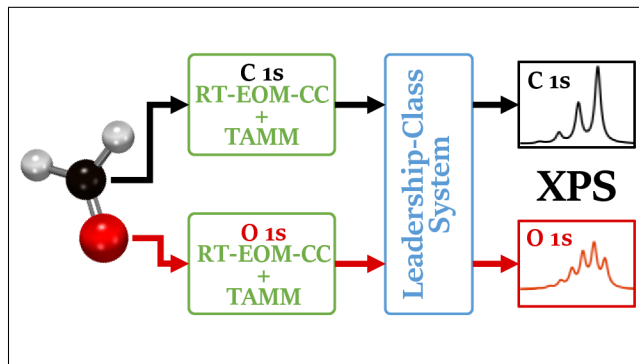 C 1s
RT-EOM-CC
+
TAMM
Leadership-Class
System
C 1s
XPS
O 1s
RT-EOM-CC
+
TAMM
O 1s